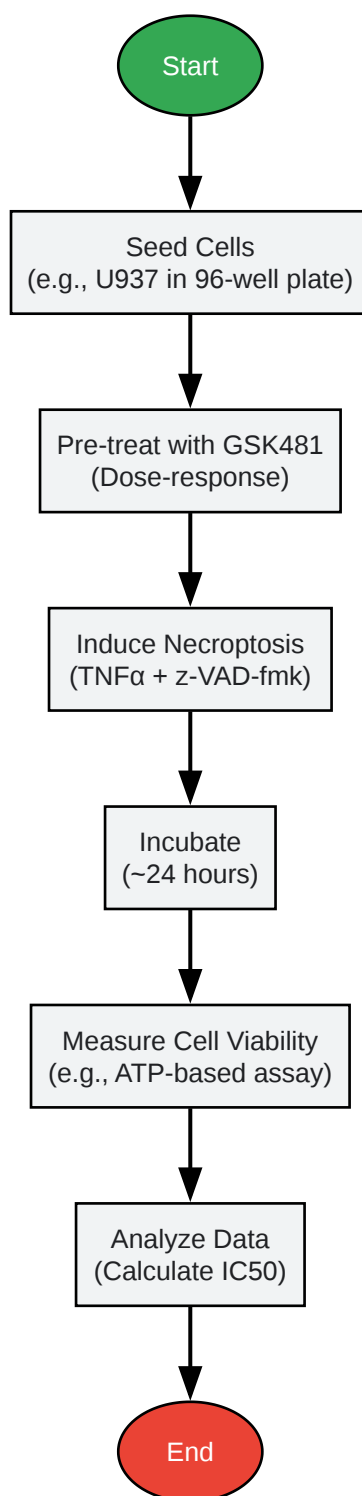 Start
Seed Cells
(e.g., U937 in 96-well plate)
Pre-treat with GSK481
(Dose-response)
Induce Necroptosis
(TNFα + z-VAD-fmk)
Incubate
(~24 hours)
Measure Cell Viability
(e.g., ATP-based assay)
Analyze Data
(Calculate IC50)
End